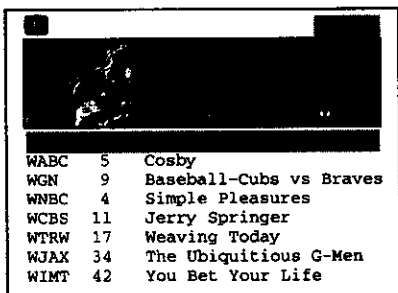 WABC 5 Cosby
WGN 9 Baseball-Cubs vs Braves
WNBC 4 Simple Pleasures
WCBS 11 Jerry Springer
WTRW 17 Weaving Today
WJAX 34 The Ubiquitious G-Men
WIMT 42 You Bet Your Life